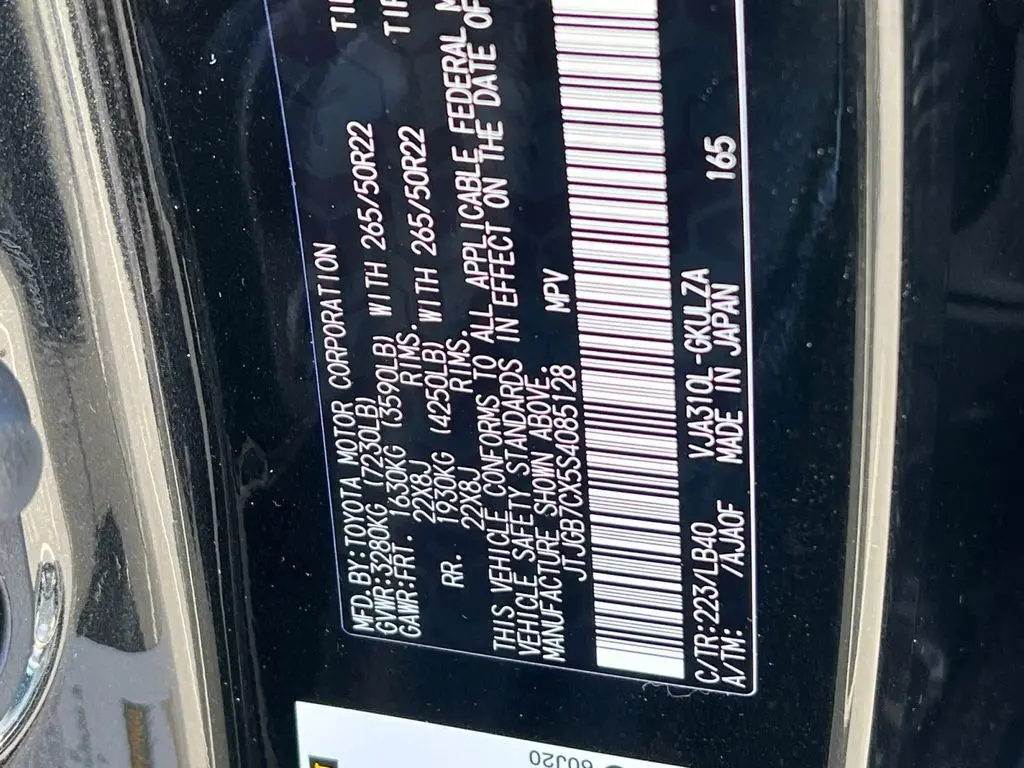 MFD.BY:TOYOTA MOTOR CORPORATION
GVWR:3280KG (7230LB)
GAWR:FRT. 1630KG (3590LB) WITH 265/50R22
22X8J RIMS.
RR. 1930KG (4250LB) WITH 265/50R22
22X8J RIMS.
THIS VEHICLE CONFORMS TO ALL APPLICABLE FEDERAL
VEHICLE SAFETY STANDARDS IN EFFECT ON THE DATE OF
MANUFACTURE SHOWN ABOVE.
JTJGB7CX5S4085128 MPV
C/TR:223/LB40 VJA310L-GKULZA
A/TM: /AJA0F MADE IN JAPAN 165
60J20